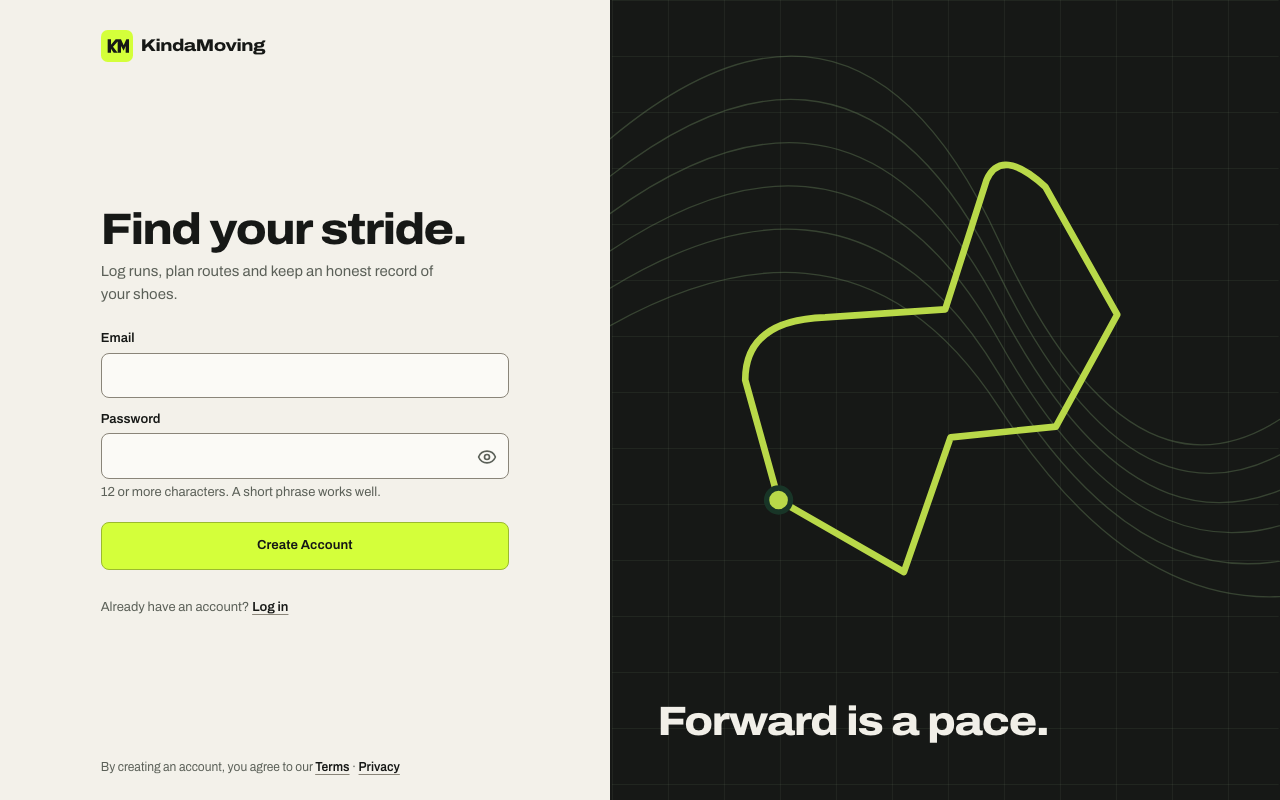 KM KindaMoving
Find your stride.
Log runs, plan routes and keep an honest record of
your shoes.
Email
Password
12 or more characters. A short phrase works well.
Create Account
Already have an account? Log in
By creating an account, you agree to our Terms · Privacy
Forward is a pace.